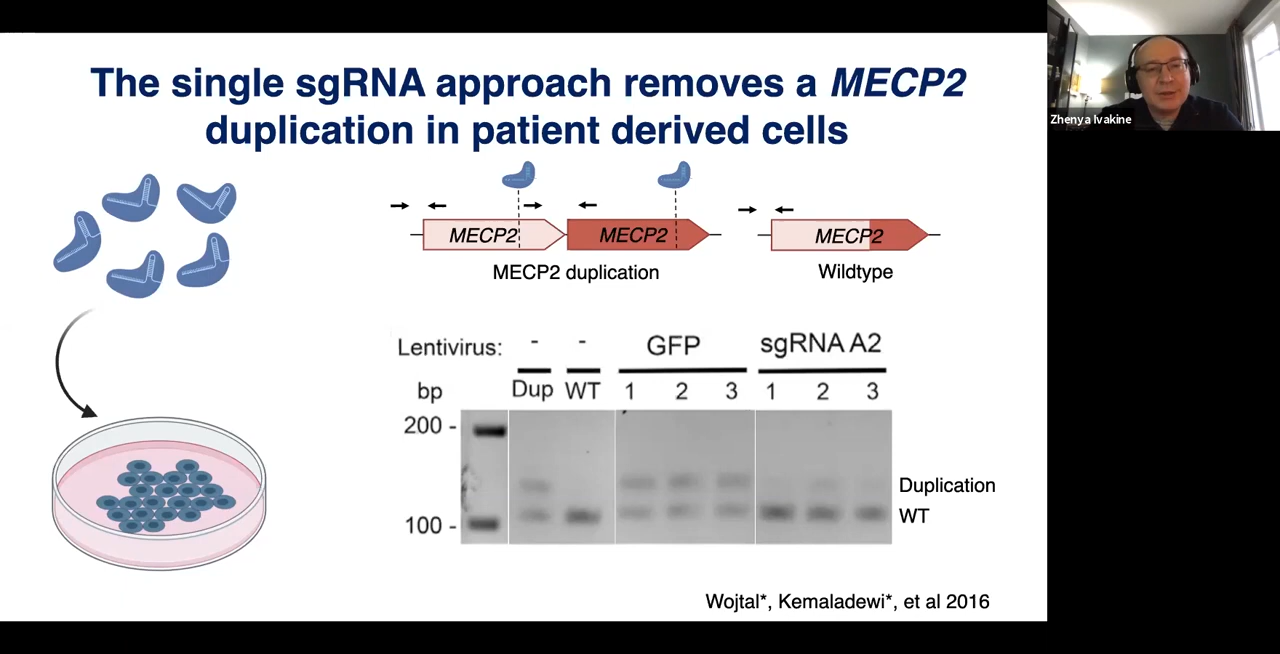 The single sgRNA approach removes a MECP2
duplication in patient derived cells
Zhenya Ivakine
MECP2 MECP2 MECP2
MECP2 duplication Wildtype
Lentivirus: - - GFP sgRNA A2
bp Dup WT 1 2 3 1 2 3
200 -
Duplication
WT
100 -
Wojtal*, Kemaladewi*, et al 2016